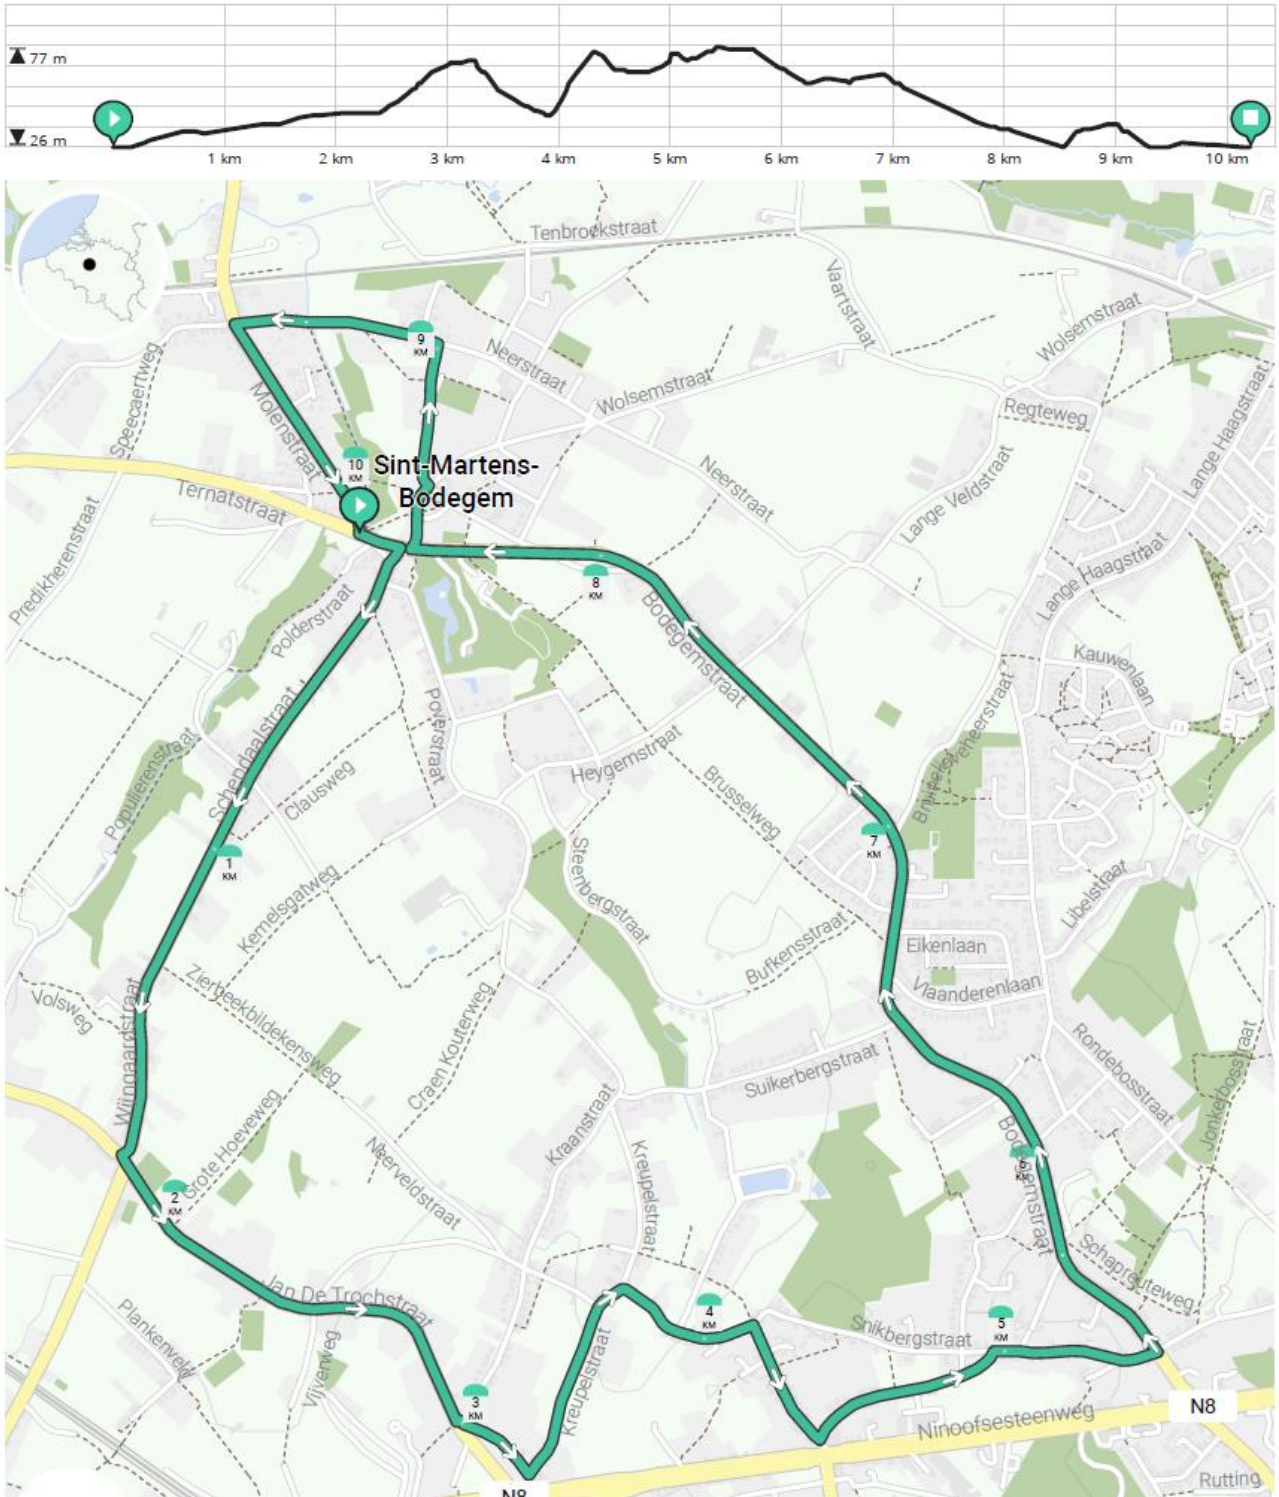 77 m
26 m
1 km
2 km
3 km
4 km
5 km
6 km
7 km
8 km
9 km
10 km
Tenbroekstraat
Vaartstraat
Wolsemstraat
9
KM
Neerstraat
Wolsemstraat
Regteweg
Lange Haagstraat
Speecaertweg
Molenstraat
10
KM
Sint-Martens-
Bodegem
Ternatstraat
Neerstraat
Lange Veldstraat
Predikherenstraat
Lange Haagstraat
8
KM
Polderstraat
Bodegemstraat
Kauwenlaan
Schendaalstraat
Poverstraat
Populierenstraat
Clausweg
Heygemstraat
Brusselweg
7
KM
1
KM
Steenbergstraat
Libelstraat
Kemelsgatweg
Bufkensstraat
Eikenlaan
Vlaanderenlaan
Volsweg
Wijngaardstraat
Zierbeekbildekensweg
Craen Kouterweg
Suikerbergstraat
Rondebosstraat
Jonkerbosstraat
Grote Hoeveweg
Kraanstraat
Kreupelstraat
Neerveldstraat
Bodegemstraat
6
KM
2
KM
Schapreuteweg
Jan De Trochstraat
Plankenveld
Vijverweg
4
KM
Snikbergstraat
5
KM
Kreupelstraat
3
KM
Ninoofsesteenweg
N8
N8
Rutting